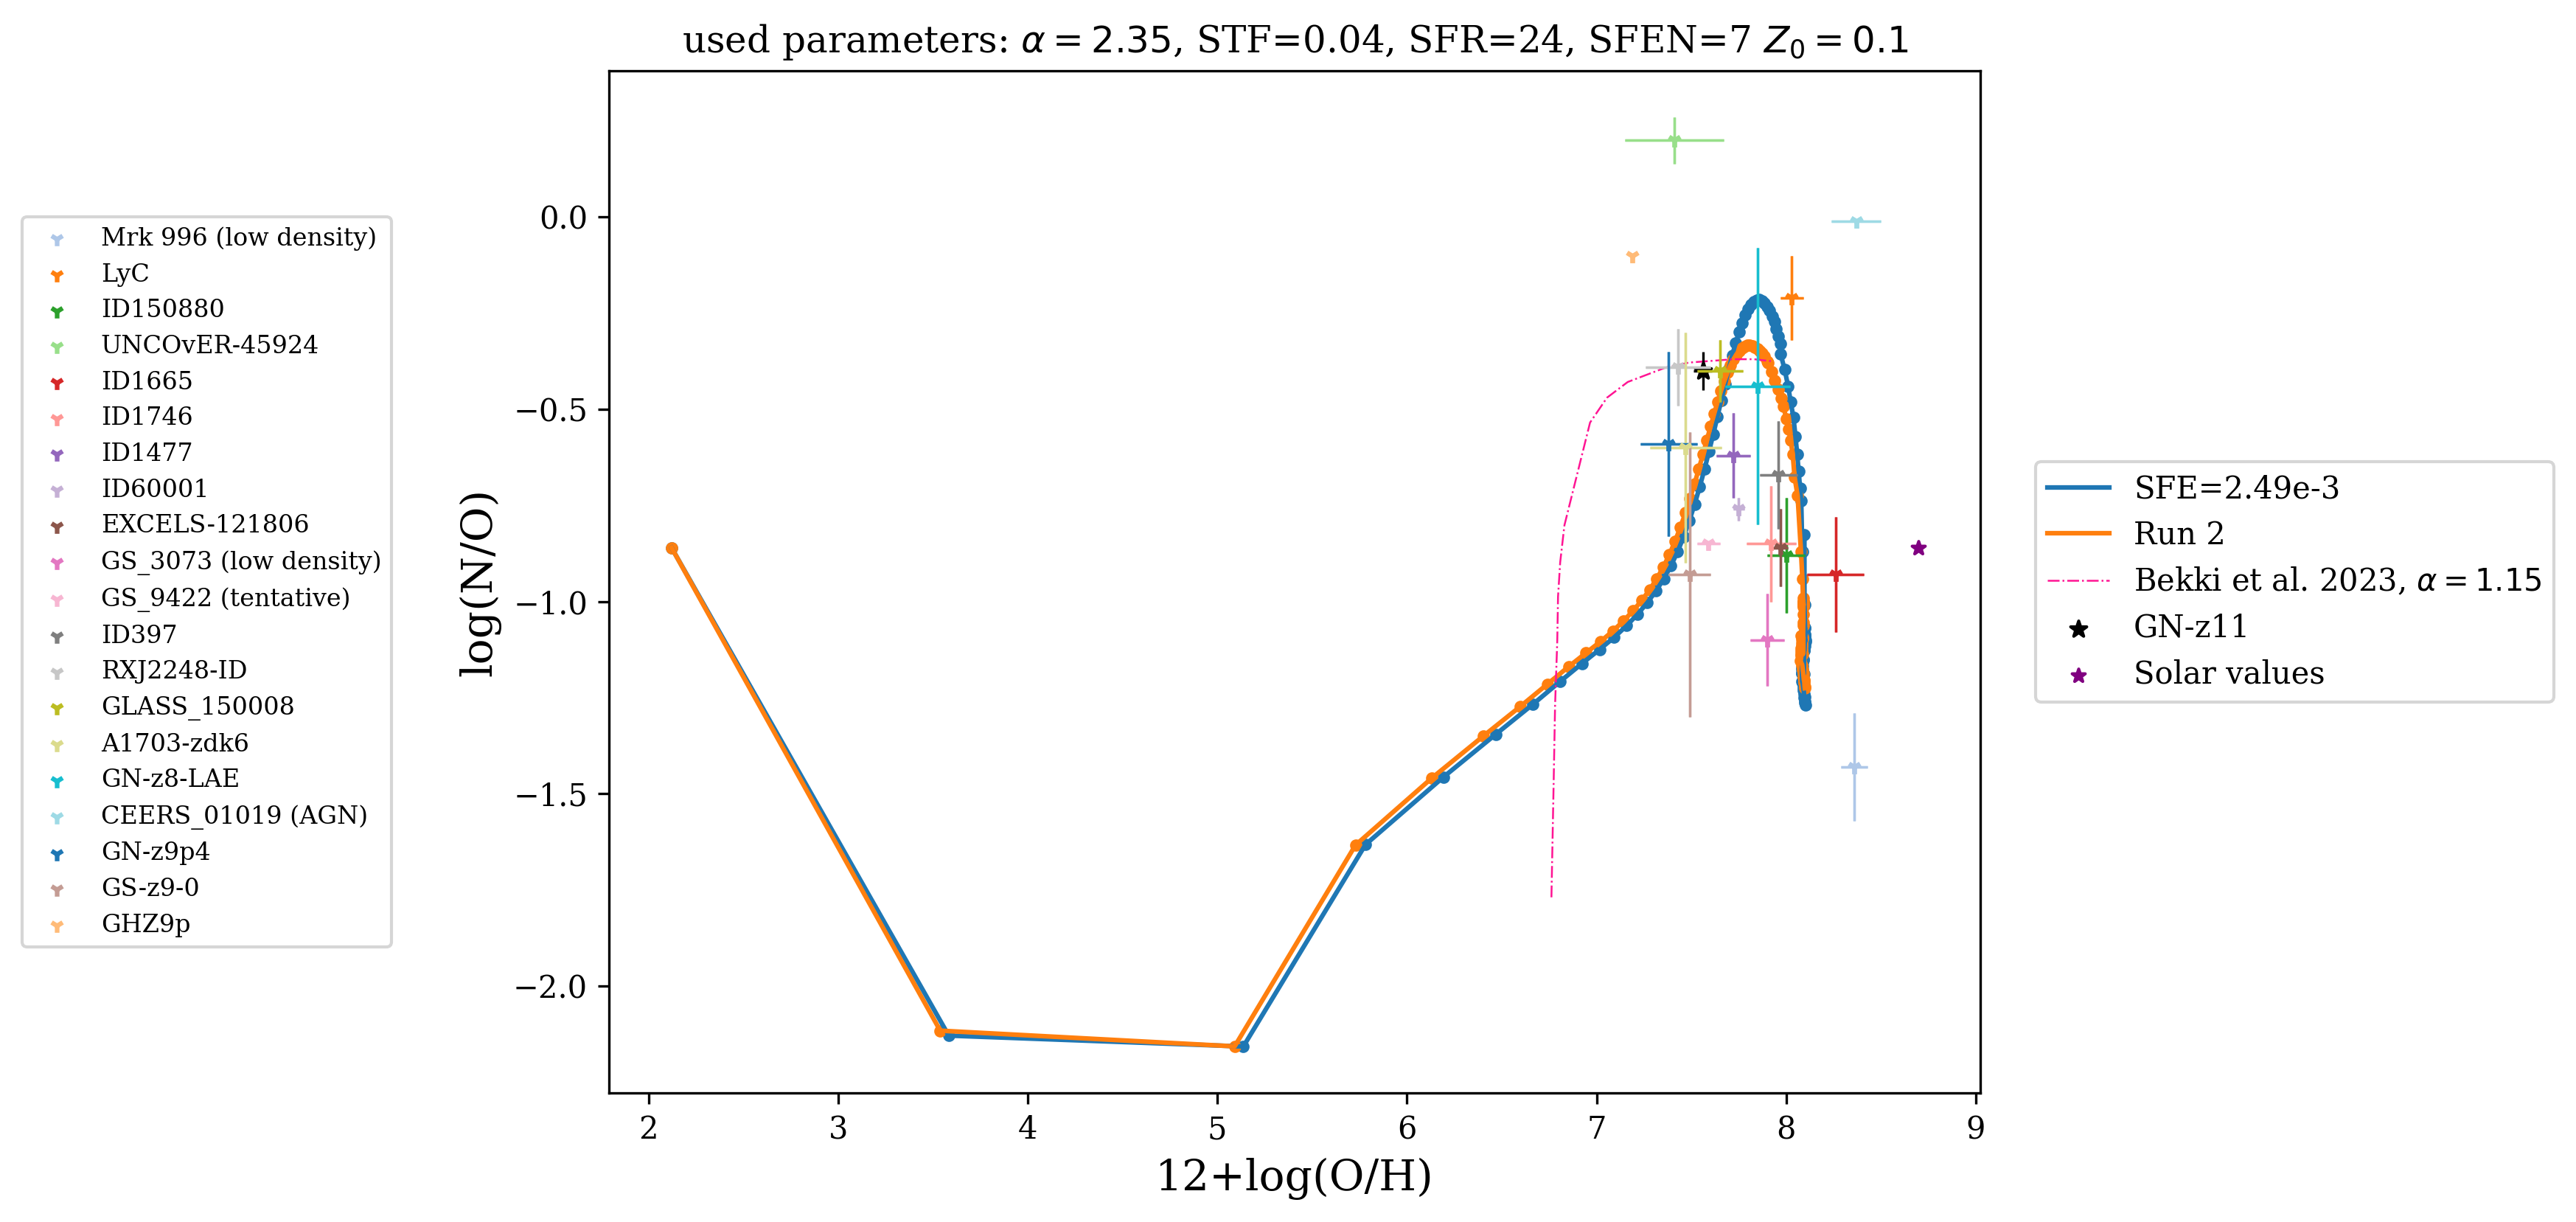 used parameters: α = 2.35, STF=0.04, SFR=24, SFEN=7 Z₀ = 0.1
Mrk 996 (low density)
LyC
ID150880
UNCOvER-45924
ID1665
ID1746
ID1477
ID60001
EXCELS-121806
GS_3073 (low density)
GS_9422 (tentative)
ID397
RXJ2248-ID
GLASS_150008
A1703-zdk6
GN-z8-LAE
CEERS_01019 (AGN)
GN-z9p4
GS-z9-0
GHZ9p
log(N/O)
0.0
−0.5
−1.0
−1.5
−2.0
2 3 4 5 6 7 8 9
12+log(O/H)
SFE=2.49e-3
Run 2
Bekki et al. 2023, α = 1.15
GN-z11
Solar values